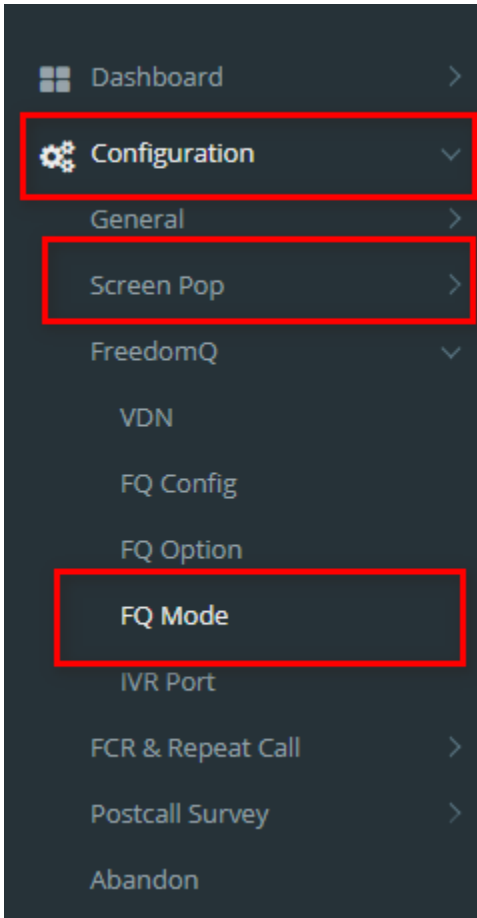 Dashboard
Configuration
General
Screen Pop
FreedomQ
VDN
FQ Config
FQ Option
FQ Mode
IVR Port
FCR & Repeat Call
Postcall Survey
Abandon